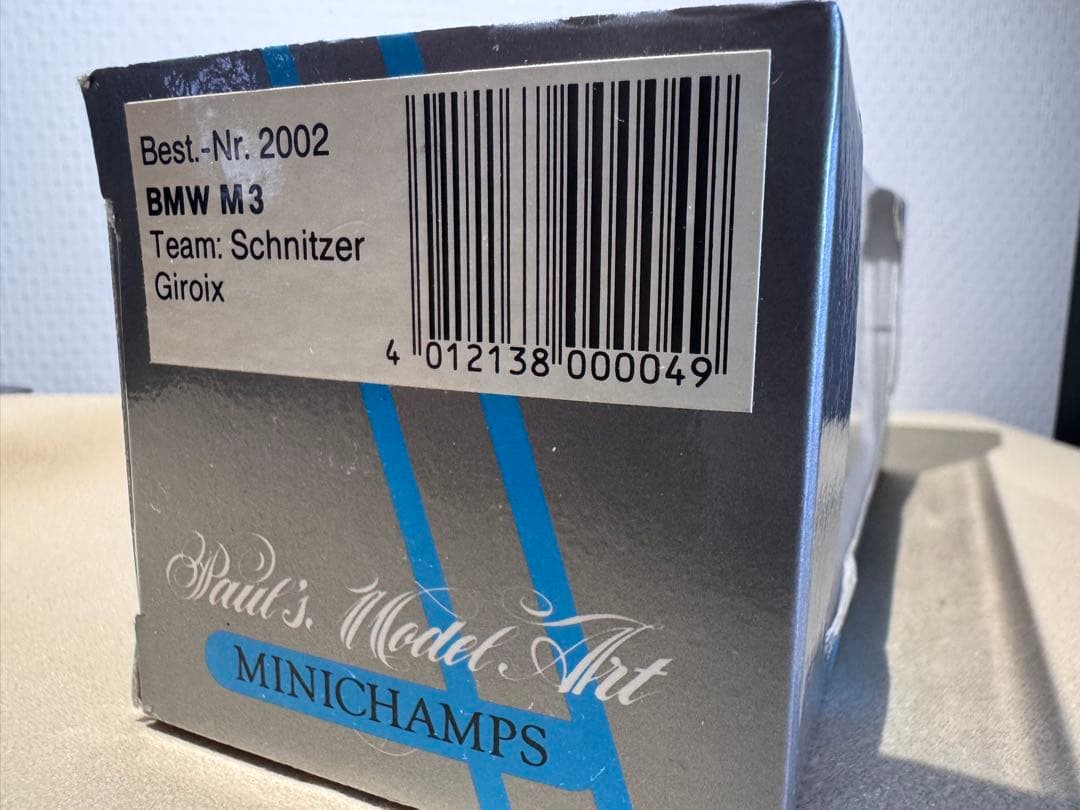 Best.-Nr. 2002
BMW M3
Team: Schnitzer
Giroix
4 012138 000049
Paul's Model Art
MINICHAMPS